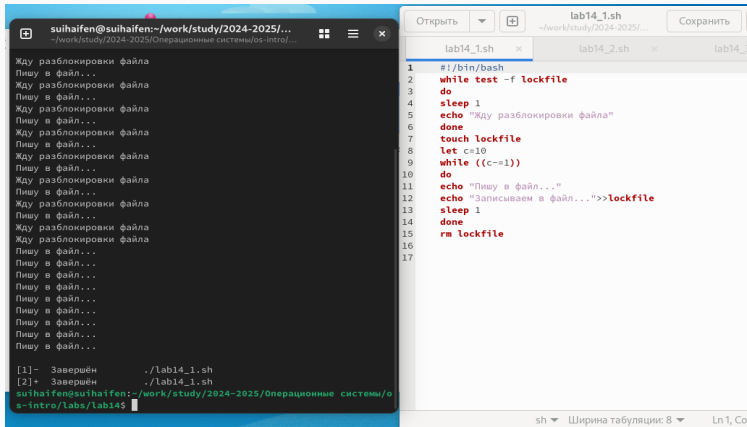 suihaifen@suihaifen:~/work/study/2024-2025/...
~/work/study/2024-2025/Операционные системы/os-intro/...
Жду разблокировки файла
Пишу в файл...
Жду разблокировки файла
Пишу в файл...
Жду разблокировки файла
Пишу в файл...
Жду разблокировки файла
Пишу в файл...
Жду разблокировки файла
Пишу в файл...
Жду разблокировки файла
Пишу в файл...
Жду разблокировки файла
Пишу в файл...
Жду разблокировки файла
Жду разблокировки файла
Пишу в файл...
Пишу в файл...
Пишу в файл...
Пишу в файл...
Пишу в файл...
Пишу в файл...
Пишу в файл...
Пишу в файл...
Пишу в файл...
[1]- Завершён ./lab14_1.sh
[2]+ Завершён ./lab14_1.sh
suihaifen@suihaifen:~/work/study/2024-2025/Операционные системы/o
s-intro/labs/lab14$
Открыть
lab14_1.sh
~/work/study/2024-2025/...
Сохранить
lab14_1.sh × lab14_2.sh × lab14_
1 #!/bin/bash
2 while test -f lockfile
3 do
4 sleep 1
5 echo "Жду разблокировки файла"
6 done
7 touch lockfile
8 let c=10
9 while ((c-=1))
10 do
11 echo "Пишу в файл..."
12 echo "Записываем в файл...">>lockfile
13 sleep 1
14 done
15 rm lockfile
16
17
sh Ширина табуляции: 8 Ln 1, Co